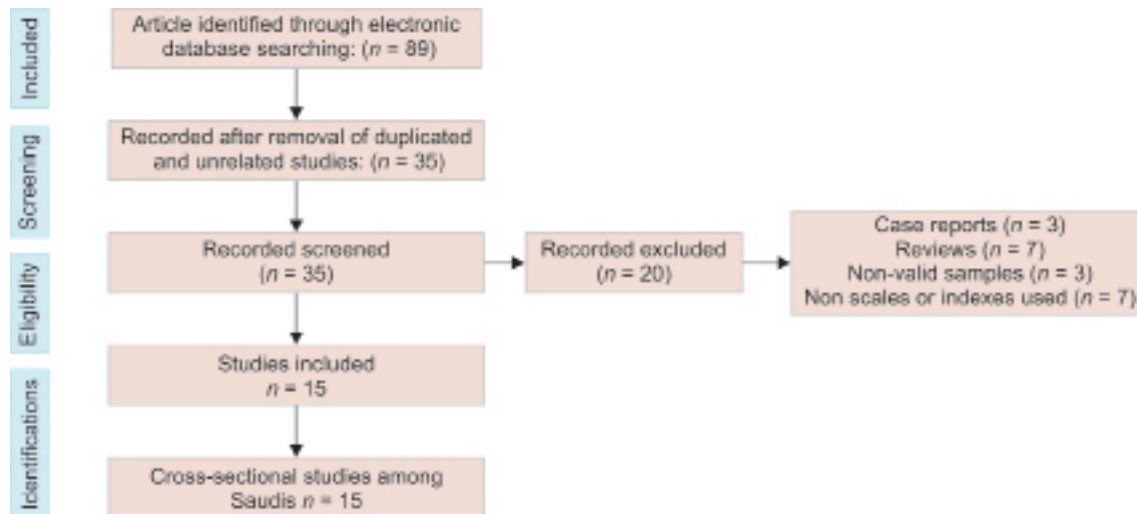 Included
Article identified through electronic
database searching: (n = 89)
Screening
Recorded after removal of duplicated
and unrelated studies: (n = 35)
Eligibility
Recorded screened
(n = 35)
Recorded excluded
(n = 20)
Case reports (n = 3)
Reviews (n = 7)
Non-valid samples (n = 3)
Non scales or indexes used (n = 7)
Studies included
n = 15
Identifications
Cross-sectional studies among
Saudis n = 15